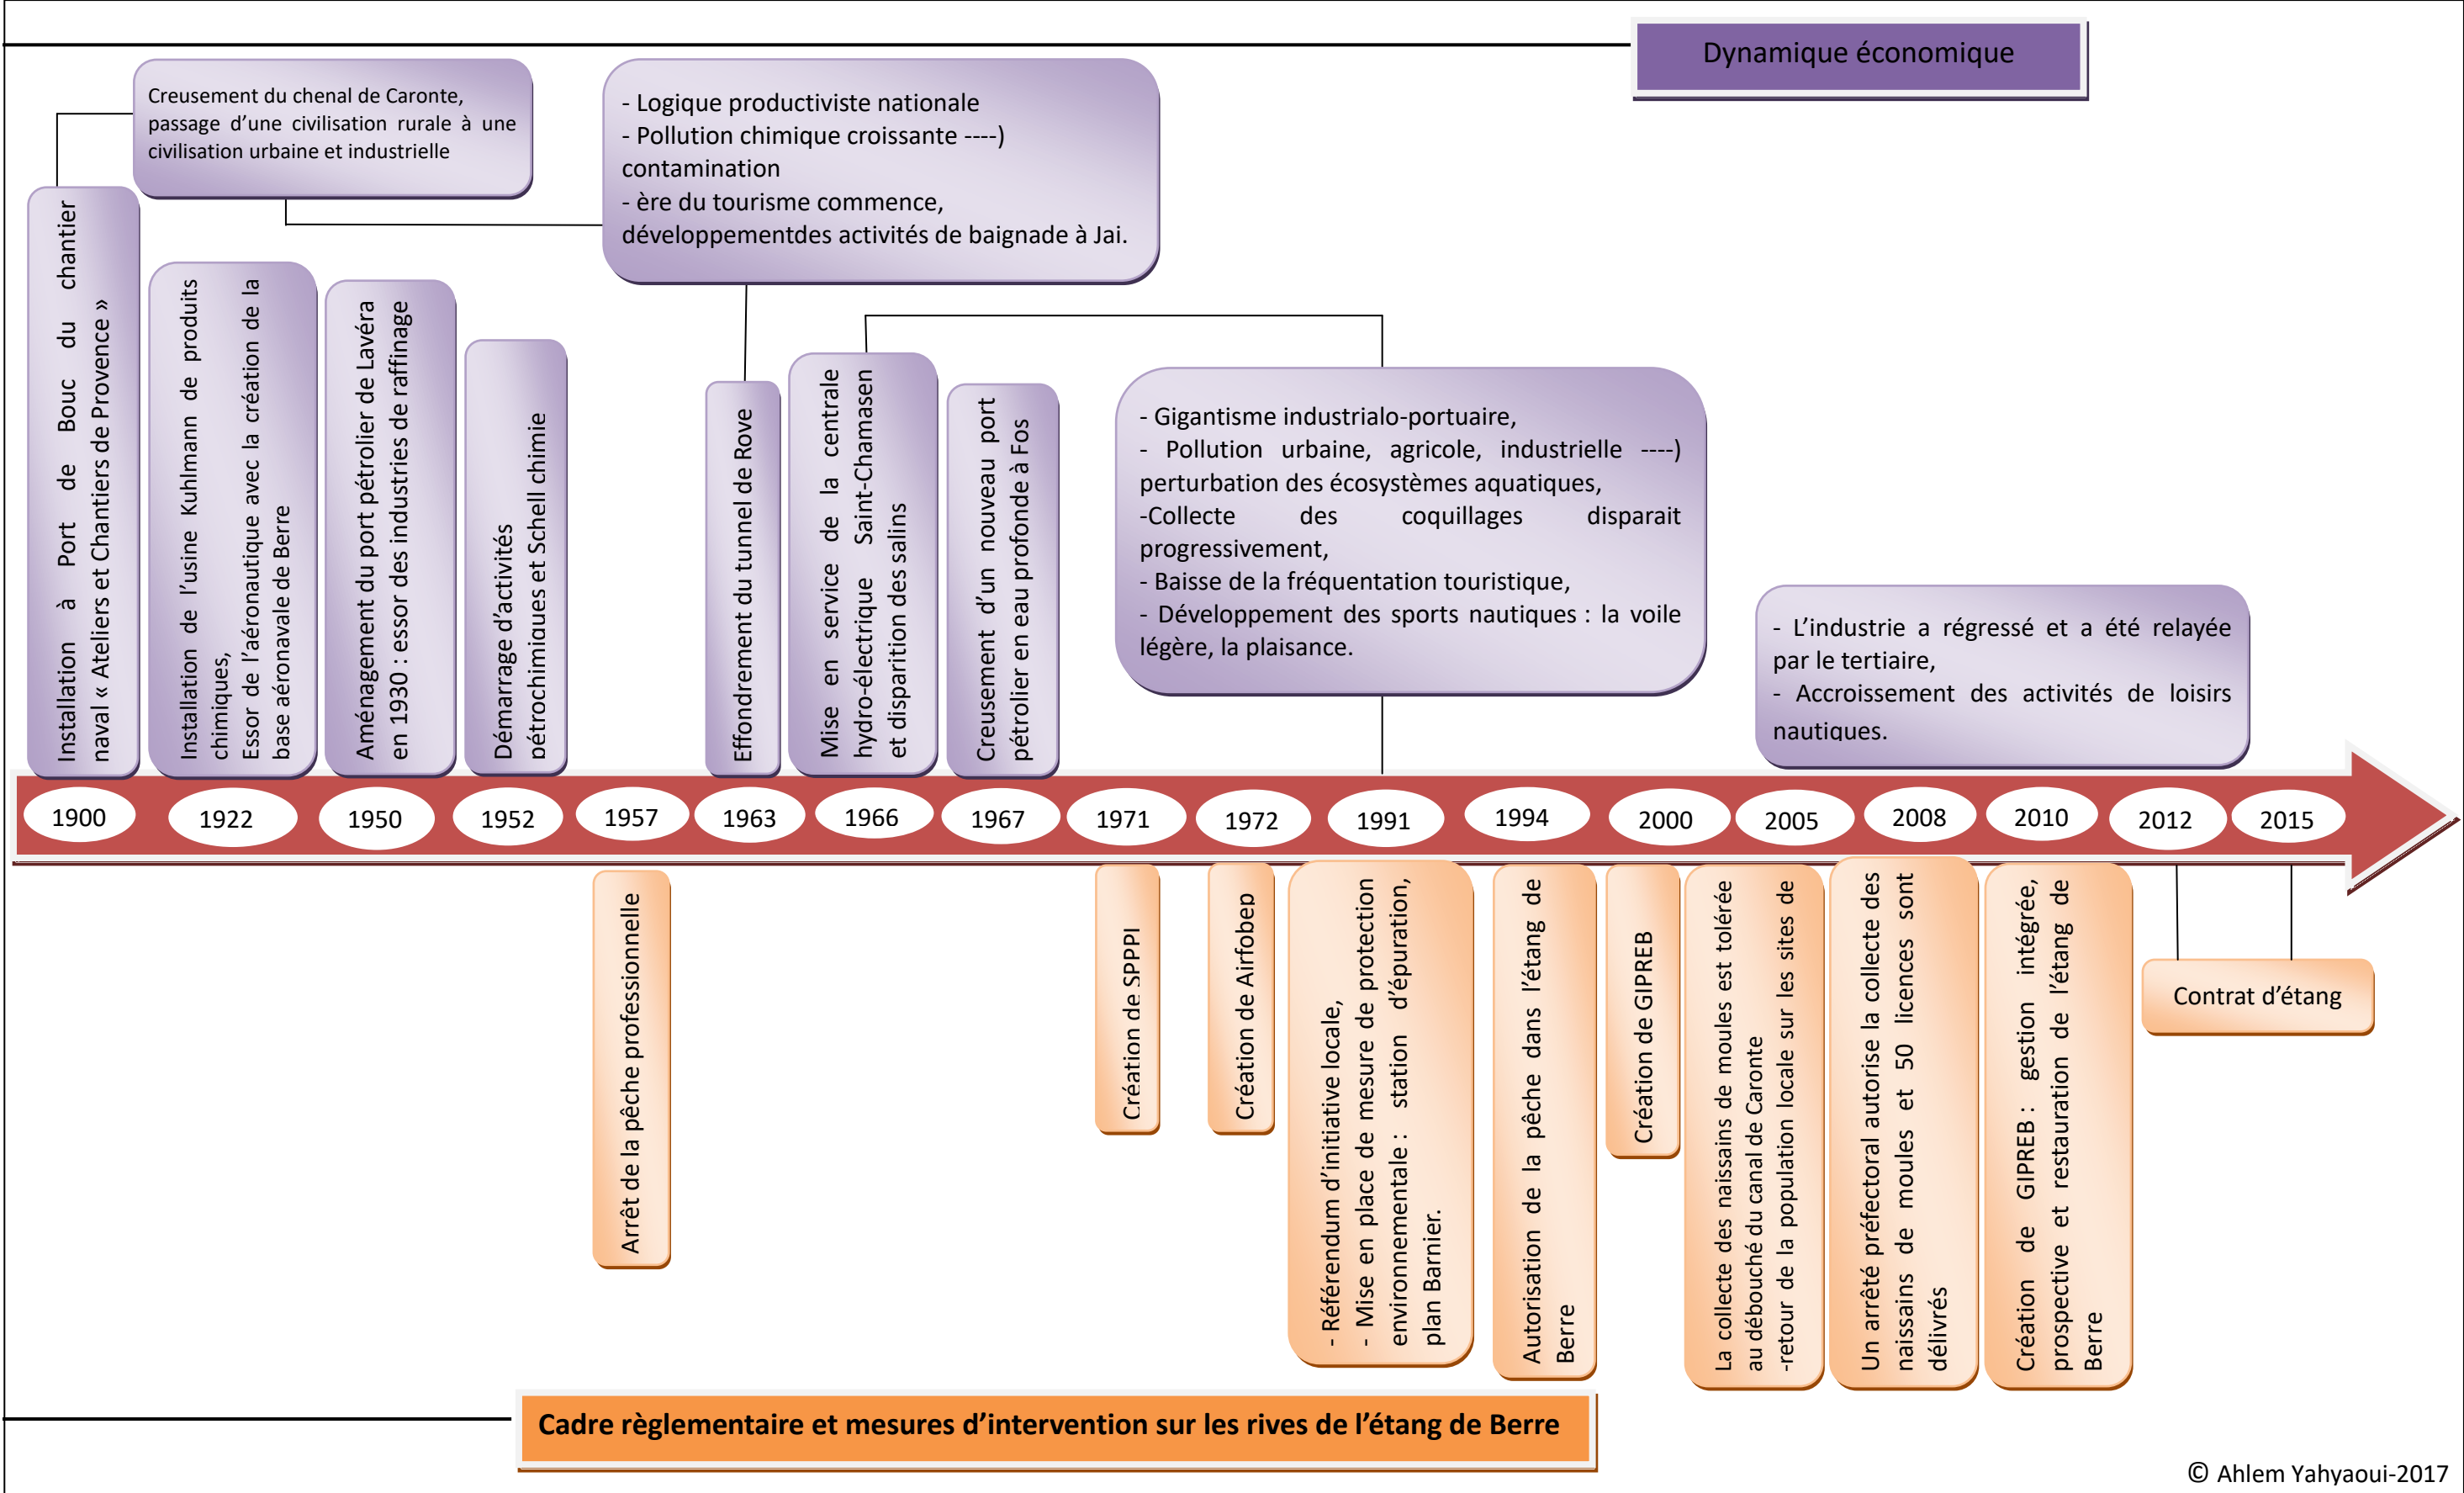 Dynamique économique
Creusement du chenal de Caronte,
passage d’une civilisation rurale à une
civilisation urbaine et industrielle
- Logique productiviste nationale
- Pollution chimique croissante ----)
contamination
- ère du tourisme commence,
développementdes activités de baignade à Jai.
Installation à Port de Bouc du chantier
naval « Ateliers et Chantiers de Provence »
Installation de l’usine Kuhlmann de produits
chimiques,
Essor de l’aéronautique avec la création de la
base aéronavale de Berre
Aménagement du port pétrolier de Lavéra
en 1930 : essor des industries de raffinage
Démarrage d’activités
pétrochimiques et Schell chimie
Effondrement du tunnel de Rove
Mise en service de la centrale
hydro-électrique Saint-Chamasen
et disparition des salins
Creusement d’un nouveau port
pétrolier en eau profonde à Fos
- Gigantisme industrialo-portuaire,
- Pollution urbaine, agricole, industrielle ----)
perturbation des écosystèmes aquatiques,
-Collecte des coquillages disparait
progressivement,
- Baisse de la fréquentation touristique,
- Développement des sports nautiques : la voile
légère, la plaisance.
- L’industrie a régressé et a été relayée
par le tertiaire,
- Accroissement des activités de loisirs
nautiques.
1900 1922 1950 1952 1957 1963 1966 1967 1971 1972 1991 1994 2000 2005 2008 2010 2012 2015
Arrêt de la pêche professionnelle
Création de SPPPI
Création de Airfobep
- Référendum d’initiative locale,
- Mise en place de mesure de protection
environnementale : station d’épuration,
plan Barnier.
Autorisation de la pêche dans l’étang de
Berre
Création de GIPREB
La collecte des naissains de moules est tolérée
au débouché du canal de Caronte
-retour de la population locale sur les sites de
Un arrêté préfectoral autorise la collecte des
naissains de moules et 50 licences sont
délivrés
Création de GIPREB : gestion intégrée,
prospective et restauration de l’étang de
Berre
Contrat d’étang
Cadre règlementaire et mesures d’intervention sur les rives de l’étang de Berre
© Ahlem Yahyaoui-2017